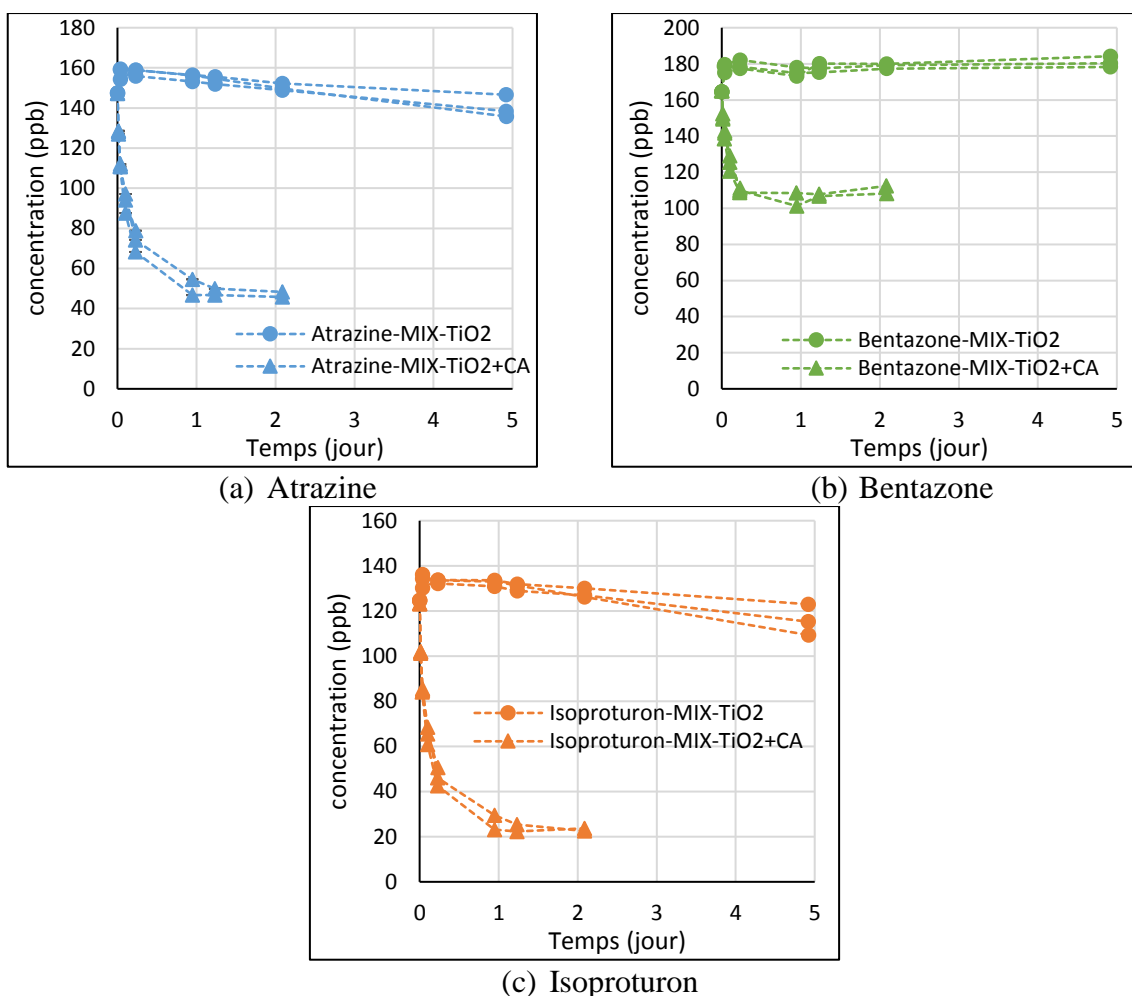 180
160
140
120
100
80
60
40
20
0
concentration (ppb)
Atrazine-MIX-TiO2
Atrazine-MIX-TiO2+CA
0 1 2 3 4 5
Temps (jour)
(a) Atrazine
200
180
160
140
120
100
80
60
40
20
0
concentration (ppb)
Bentazone-MIX-TiO2
Bentazone-MIX-TiO2+CA
0 1 2 3 4 5
Temps (jour)
(b) Bentazone
160
140
120
100
80
60
40
20
0
concentration (ppb)
Isoproturon-MIX-TiO2
Isoproturon-MIX-TiO2+CA
0 1 2 3 4 5
Temps (jour)
(c) Isoproturon